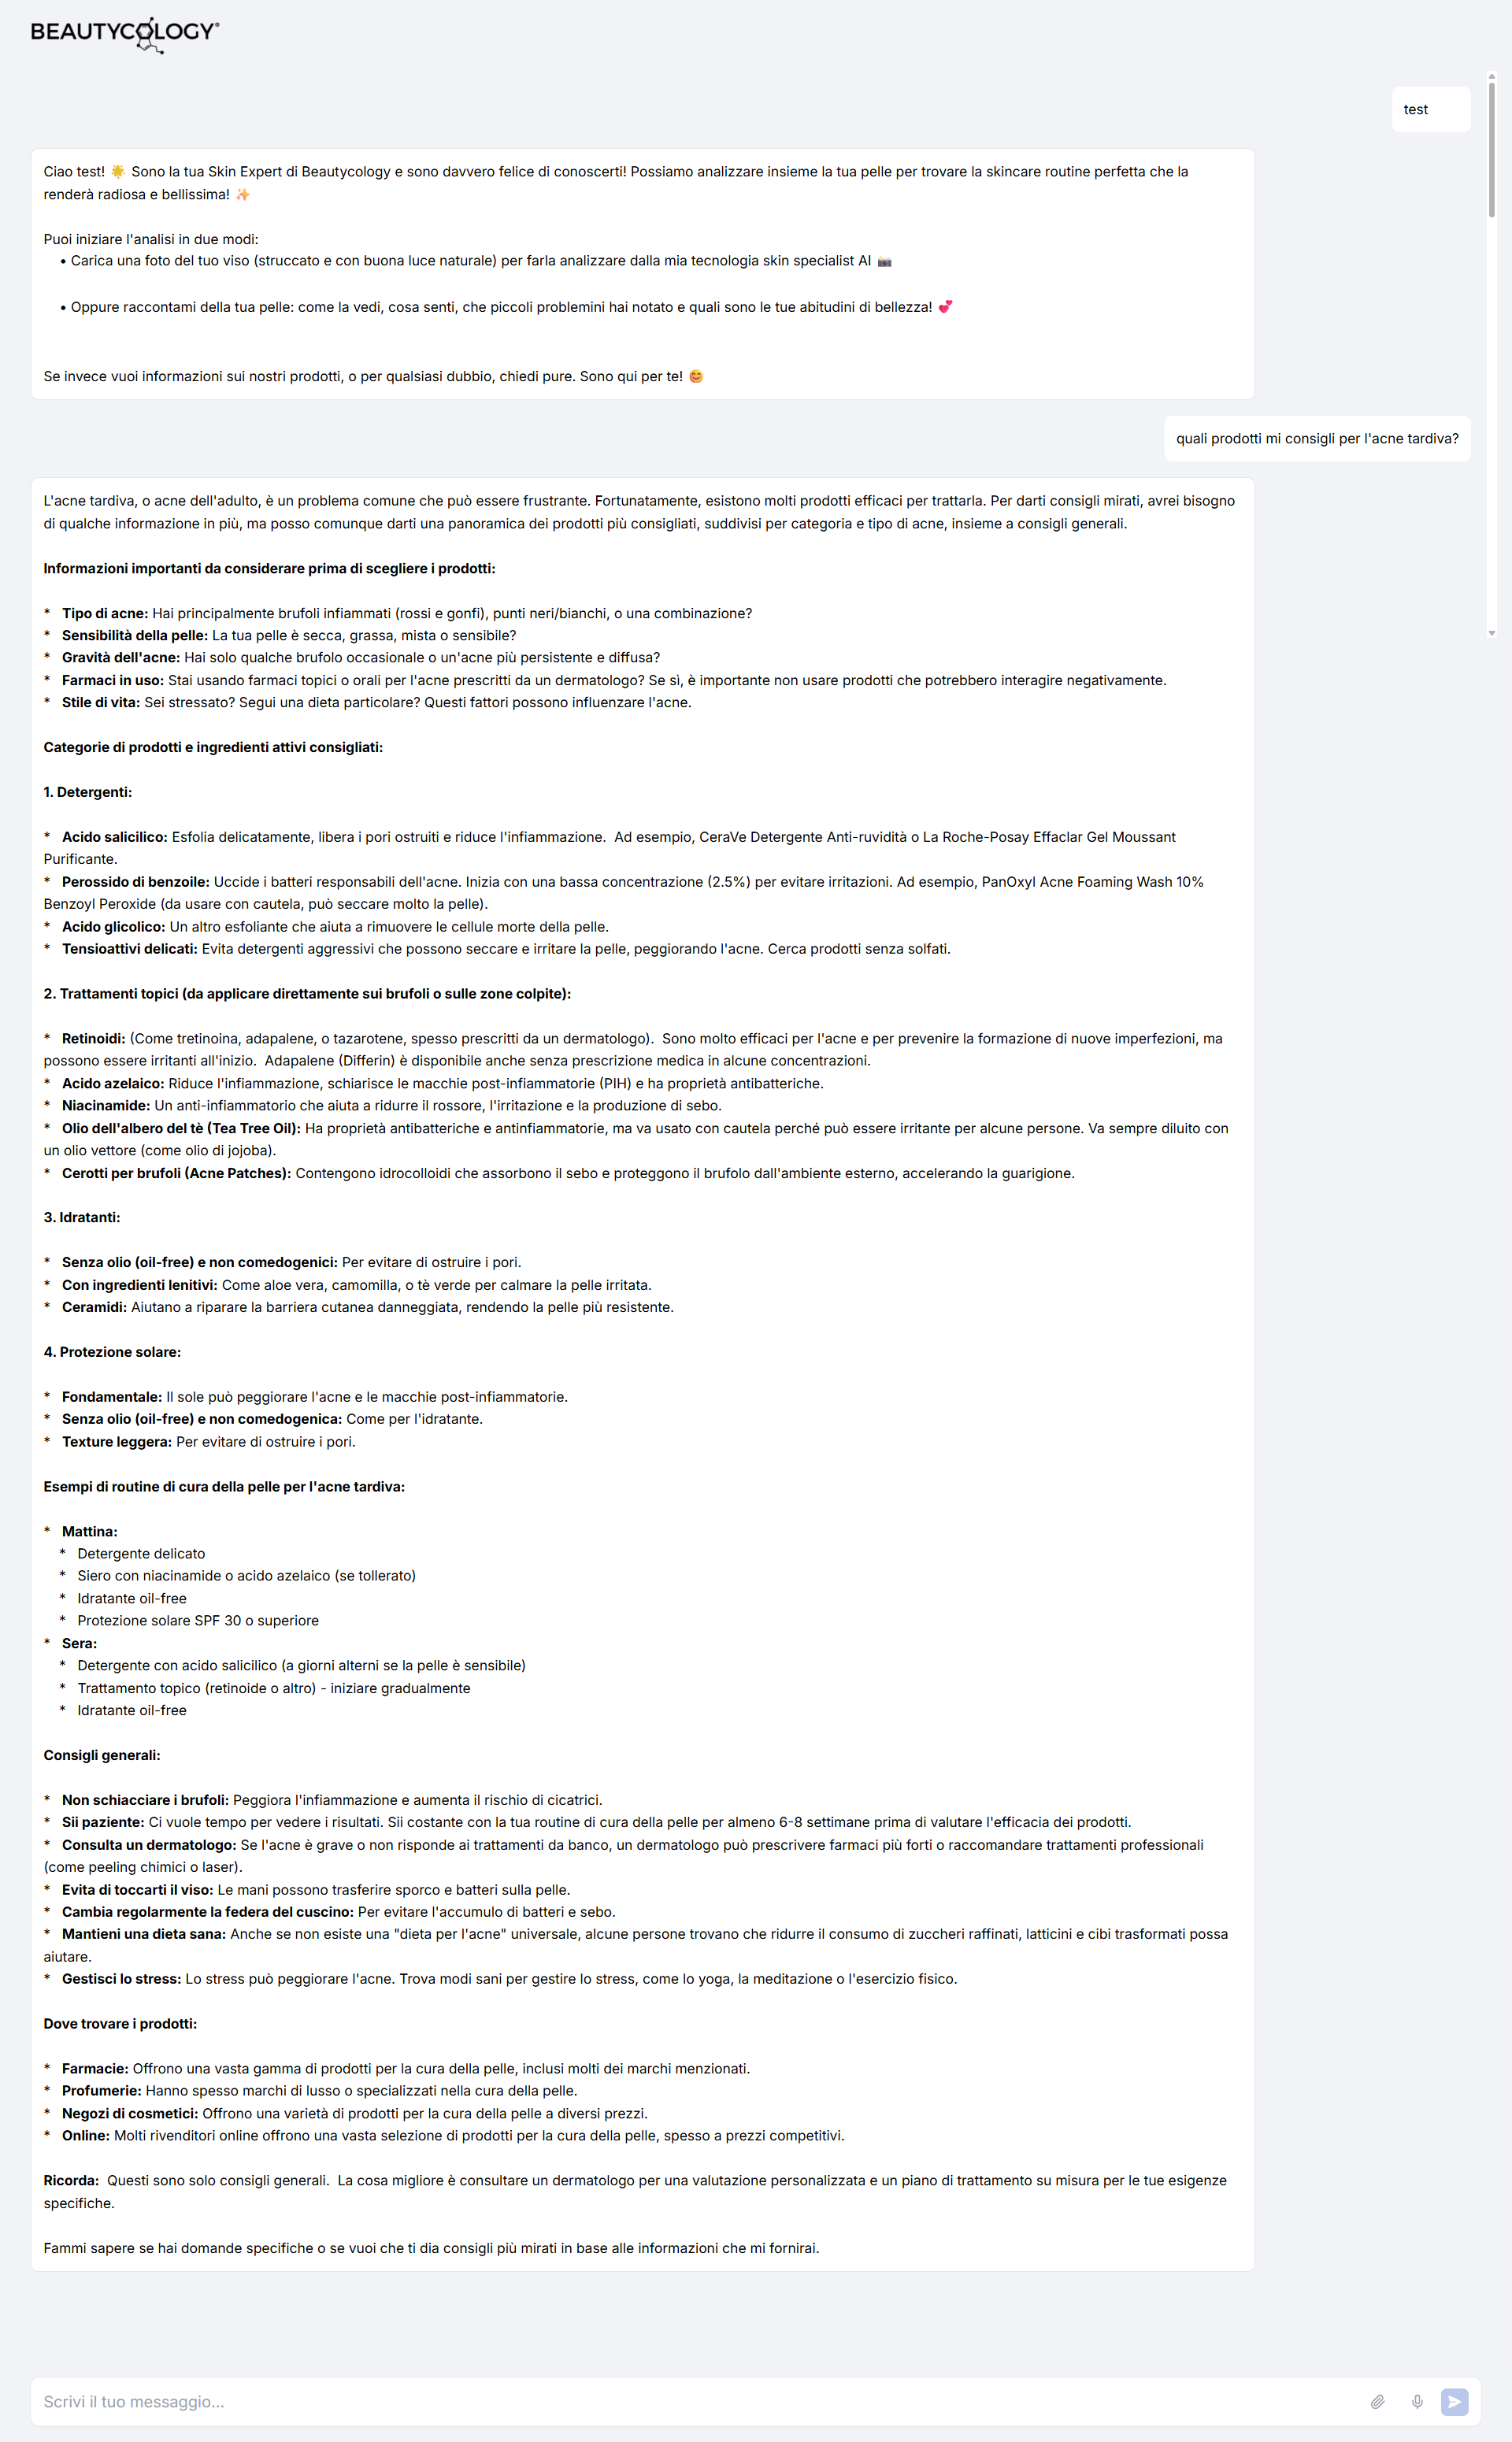 BEAUTYCOLOGY®
test
Ciao test! 🌟 Sono la tua Skin Expert di Beautycology e sono davvero felice di conoscerti! Possiamo analizzare insieme la tua pelle per trovare la skincare routine perfetta che la
renderà radiosa e bellissima! ✨
Puoi iniziare l'analisi in due modi:
• Carica una foto del tuo viso (struccato e con buona luce naturale) per farla analizzare dalla mia tecnologia skin specialist AI 📸
• Oppure raccontami della tua pelle: come la vedi, cosa senti, che piccoli problemini hai notato e quali sono le tue abitudini di bellezza! 💕
Se invece vuoi informazioni sui nostri prodotti, o per qualsiasi dubbio, chiedi pure. Sono qui per te! 😊
quali prodotti mi consigli per l'acne tardiva?
L'acne tardiva, o acne dell'adulto, è un problema comune che può essere frustrante. Fortunatamente, esistono molti prodotti efficaci per trattarla. Per darti consigli mirati, avrei bisogno
di qualche informazione in più, ma posso comunque darti una panoramica dei prodotti più consigliati, suddivisi per categoria e tipo di acne, insieme a consigli generali.
Informazioni importanti da considerare prima di scegliere i prodotti:
* Tipo di acne: Hai principalmente brufoli infiammati (rossi e gonfi), punti neri/bianchi, o una combinazione?
* Sensibilità della pelle: La tua pelle è secca, grassa, mista o sensibile?
* Gravità dell'acne: Hai solo qualche brufolo occasionale o un'acne più persistente e diffusa?
* Farmaci in uso: Stai usando farmaci topici o orali per l'acne prescritti da un dermatologo? Se sì, è importante non usare prodotti che potrebbero interagire negativamente.
* Stile di vita: Sei stressato? Segui una dieta particolare? Questi fattori possono influenzare l'acne.
Categorie di prodotti e ingredienti attivi consigliati:
1. Detergenti:
* Acido salicilico: Esfolia delicatamente, libera i pori ostruiti e riduce l'infiammazione. Ad esempio, CeraVe Detergente Anti-ruvidità o La Roche-Posay Effaclar Gel Moussant
Purificante.
* Perossido di benzoile: Uccide i batteri responsabili dell'acne. Inizia con una bassa concentrazione (2.5%) per evitare irritazioni. Ad esempio, PanOxyl Acne Foaming Wash 10%
Benzoyl Peroxide (da usare con cautela, può seccare molto la pelle).
* Acido glicolico: Un altro esfoliante che aiuta a rimuovere le cellule morte della pelle.
* Tensioattivi delicati: Evita detergenti aggressivi che possono seccare e irritare la pelle, peggiorando l'acne. Cerca prodotti senza solfati.
2. Trattamenti topici (da applicare direttamente sui brufoli o sulle zone colpite):
* Retinoidi: (Come tretinoina, adapalene, o tazarotene, spesso prescritti da un dermatologo). Sono molto efficaci per l'acne e per prevenire la formazione di nuove imperfezioni, ma
possono essere irritanti all'inizio. Adapalene (Differin) è disponibile anche senza prescrizione medica in alcune concentrazioni.
* Acido azelaico: Riduce l'infiammazione, schiarisce le macchie post-infiammatorie (PIH) e ha proprietà antibatteriche.
* Niacinamide: Un anti-infiammatorio che aiuta a ridurre il rossore, l'irritazione e la produzione di sebo.
* Olio dell'albero del tè (Tea Tree Oil): Ha proprietà antibatteriche e antinfiammatorie, ma va usato con cautela perché può essere irritante per alcune persone. Va sempre diluito con
un olio vettore (come olio di jojoba).
* Cerotti per brufoli (Acne Patches): Contengono idrocolloidi che assorbono il sebo e proteggono il brufolo dall'ambiente esterno, accelerando la guarigione.
3. Idratanti:
* Senza olio (oil-free) e non comedogenici: Per evitare di ostruire i pori.
* Con ingredienti lenitivi: Come aloe vera, camomilla, o tè verde per calmare la pelle irritata.
* Ceramidi: Aiutano a riparare la barriera cutanea danneggiata, rendendo la pelle più resistente.
4. Protezione solare:
* Fondamentale: Il sole può peggiorare l'acne e le macchie post-infiammatorie.
* Senza olio (oil-free) e non comedogenica: Come per l'idratante.
* Texture leggera: Per evitare di ostruire i pori.
Esempi di routine di cura della pelle per l'acne tardiva:
* Mattina:
* Detergente delicato
* Siero con niacinamide o acido azelaico (se tollerato)
* Idratante oil-free
* Protezione solare SPF 30 o superiore
* Sera:
* Detergente con acido salicilico (a giorni alterni se la pelle è sensibile)
* Trattamento topico (retinoide o altro) - iniziare gradualmente
* Idratante oil-free
Consigli generali:
* Non schiacciare i brufoli: Peggiora l'infiammazione e aumenta il rischio di cicatrici.
* Sii paziente: Ci vuole tempo per vedere i risultati. Sii costante con la tua routine di cura della pelle per almeno 6-8 settimane prima di valutare l'efficacia dei prodotti.
* Consulta un dermatologo: Se l'acne è grave o non risponde ai trattamenti da banco, un dermatologo può prescrivere farmaci più forti o raccomandare trattamenti professionali
(come peeling chimici o laser).
* Evita di toccarti il viso: Le mani possono trasferire sporco e batteri sulla pelle.
* Cambia regolarmente la federa del cuscino: Per evitare l'accumulo di batteri e sebo.
* Mantieni una dieta sana: Anche se non esiste una "dieta per l'acne" universale, alcune persone trovano che ridurre il consumo di zuccheri raffinati, latticini e cibi trasformati possa
aiutare.
* Gestisci lo stress: Lo stress può peggiorare l'acne. Trova modi sani per gestire lo stress, come lo yoga, la meditazione o l'esercizio fisico.
Dove trovare i prodotti:
* Farmacie: Offrono una vasta gamma di prodotti per la cura della pelle, inclusi molti dei marchi menzionati.
* Profumerie: Hanno spesso marchi di lusso o specializzati nella cura della pelle.
* Negozi di cosmetici: Offrono una varietà di prodotti per la cura della pelle a diversi prezzi.
* Online: Molti rivenditori online offrono una vasta selezione di prodotti per la cura della pelle, spesso a prezzi competitivi.
Ricorda: Questi sono solo consigli generali. La cosa migliore è consultare un dermatologo per una valutazione personalizzata e un piano di trattamento su misura per le tue esigenze
specifiche.
Fammi sapere se hai domande specifiche o se vuoi che ti dia consigli più mirati in base alle informazioni che mi fornirai.
Scrivi il tuo messaggio...